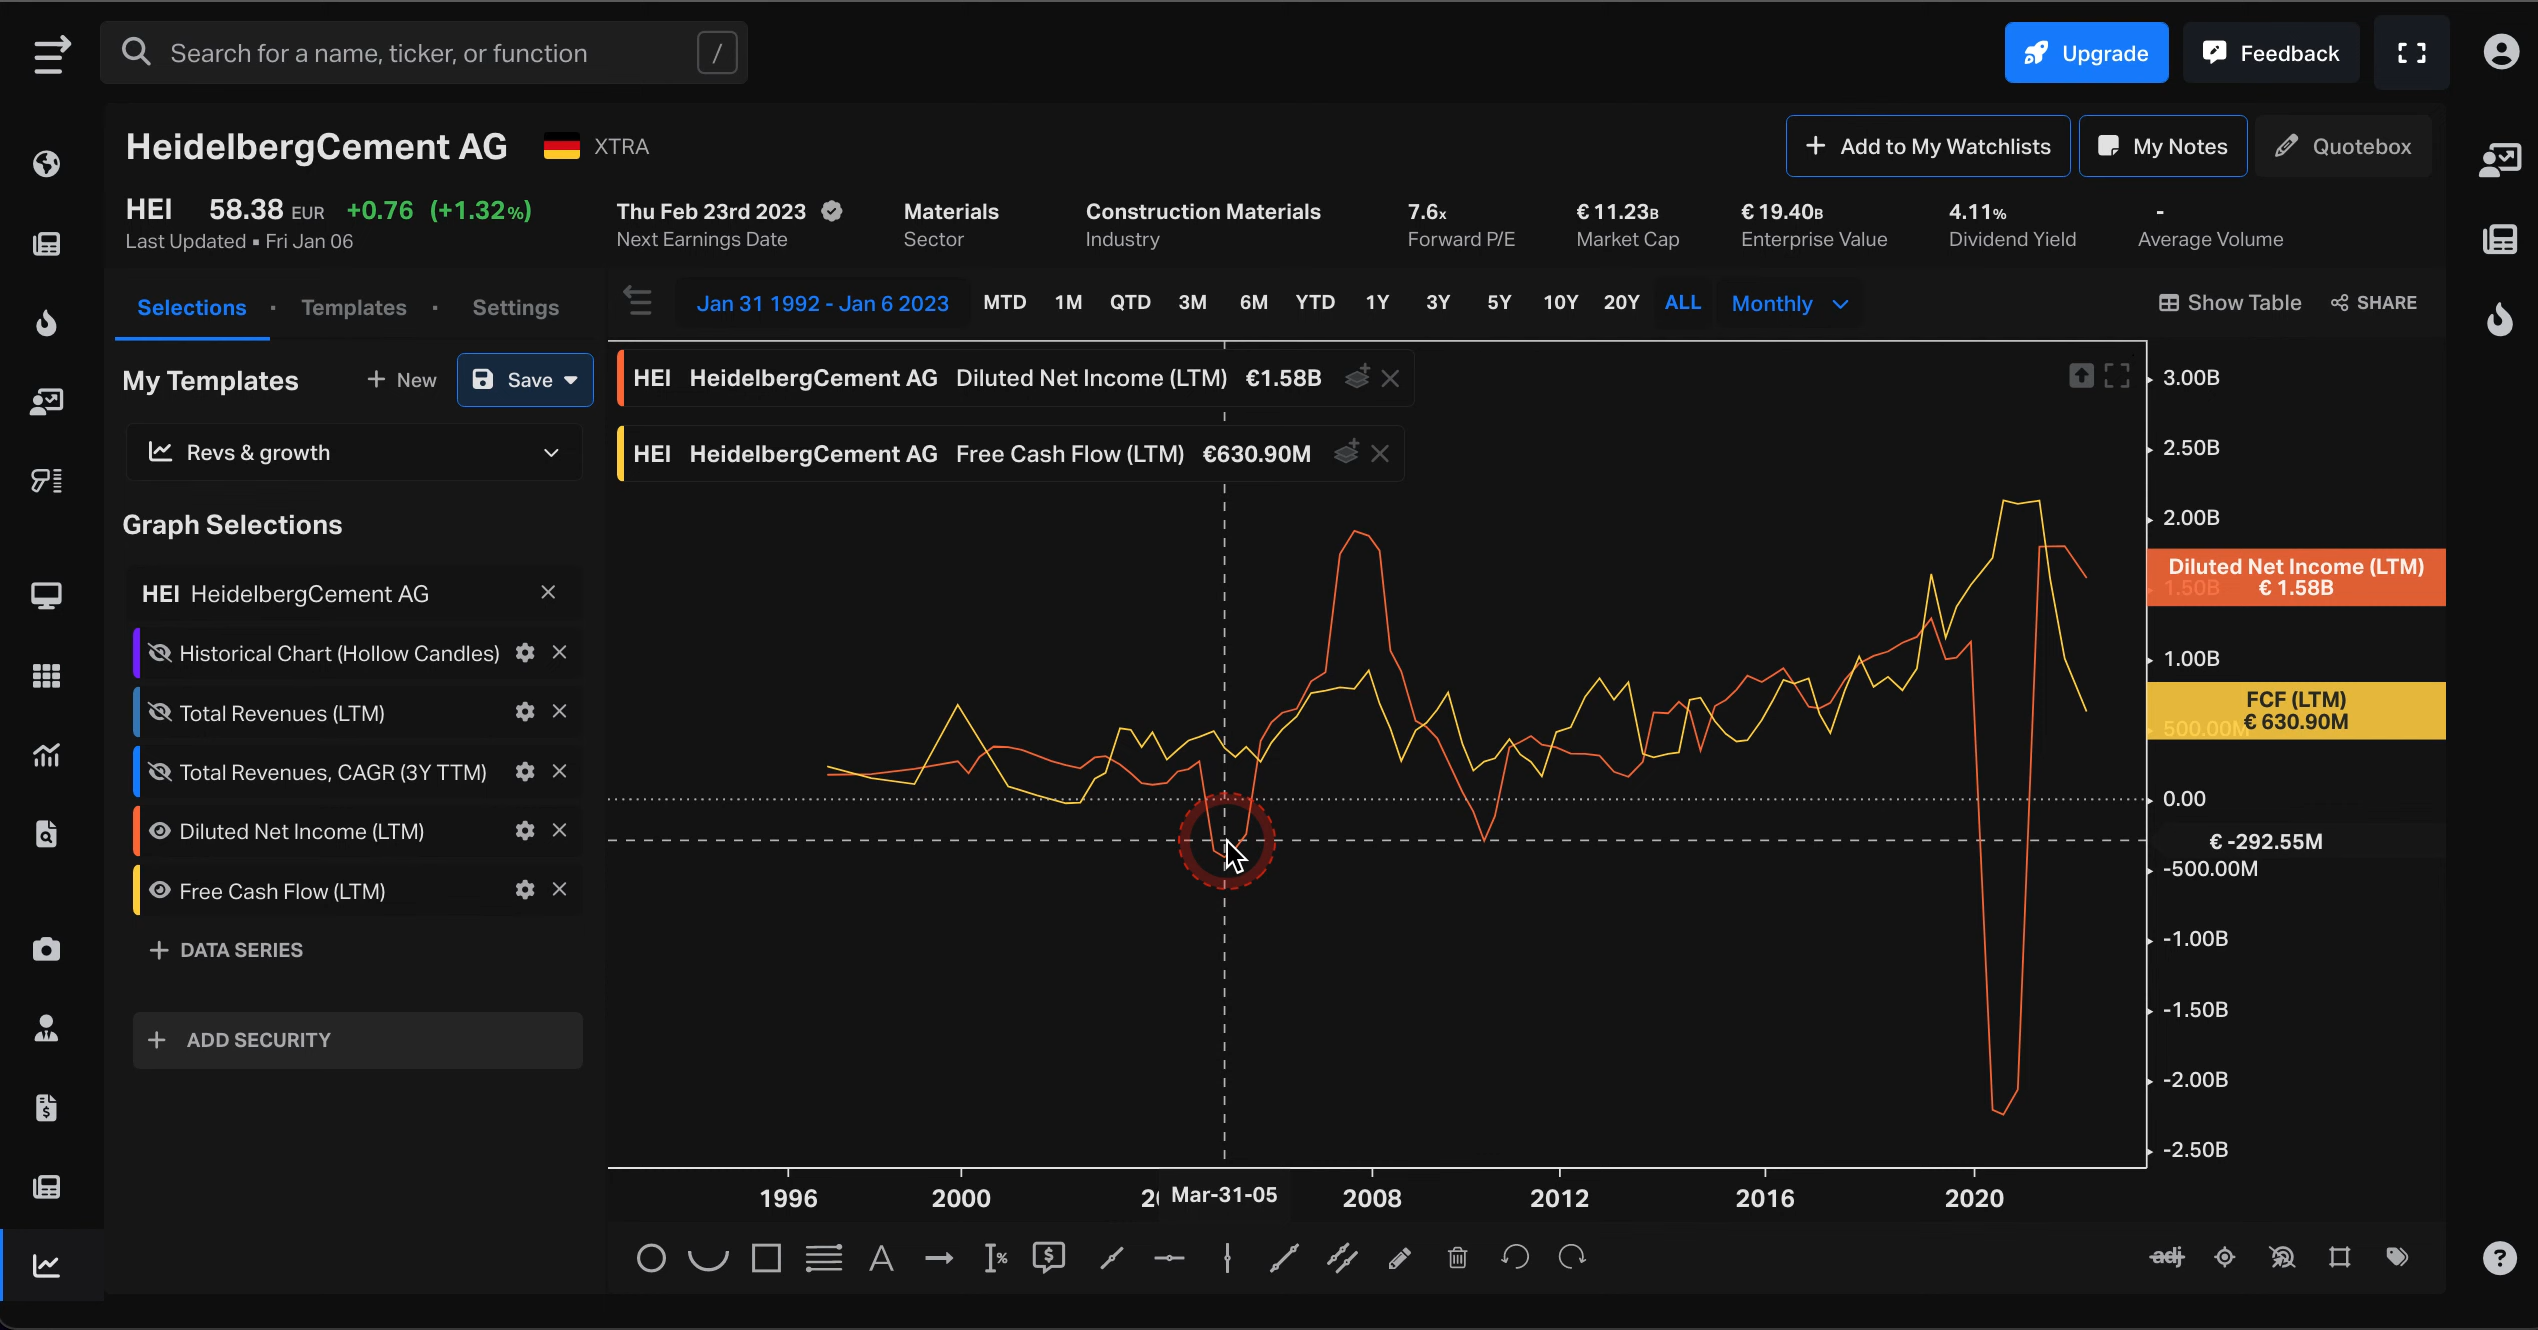 Search for a name, ticker, or function /
Upgrade
Feedback
HeidelbergCement AG XTRA
+ Add to My Watchlists
My Notes
Quotebox
HEI 58.38 EUR +0.76 (+1.32%)
Last Updated ▪ Fri Jan 06
Thu Feb 23rd 2023
Next Earnings Date
Materials
Sector
Construction Materials
Industry
7.6x
Forward P/E
€ 11.23B
Market Cap
€ 19.40B
Enterprise Value
4.11%
Dividend Yield
-
Average Volume
Selections · Templates · Settings
Jan 31 1992 - Jan 6 2023 MTD 1M QTD 3M 6M YTD 1Y 3Y 5Y 10Y 20Y ALL Monthly
Show Table SHARE
My Templates + New Save
Revs & growth
Graph Selections
HEI HeidelbergCement AG
Historical Chart (Hollow Candles)
Total Revenues (LTM)
Total Revenues, CAGR (3Y TTM)
Diluted Net Income (LTM)
Free Cash Flow (LTM)
+ DATA SERIES
+ ADD SECURITY
HEI HeidelbergCement AG Diluted Net Income (LTM) €1.58B
HEI HeidelbergCement AG Free Cash Flow (LTM) €630.90M
3.00B
2.50B
2.00B
Diluted Net Income (LTM)
1.50B € 1.58B
1.00B
FCF (LTM)
500.00M € 630.90M
0.00
€ -292.55M
-500.00M
-1.00B
-1.50B
-2.00B
-2.50B
1996 2000 Mar-31-05 2008 2012 2016 2020
A % $ adj ?